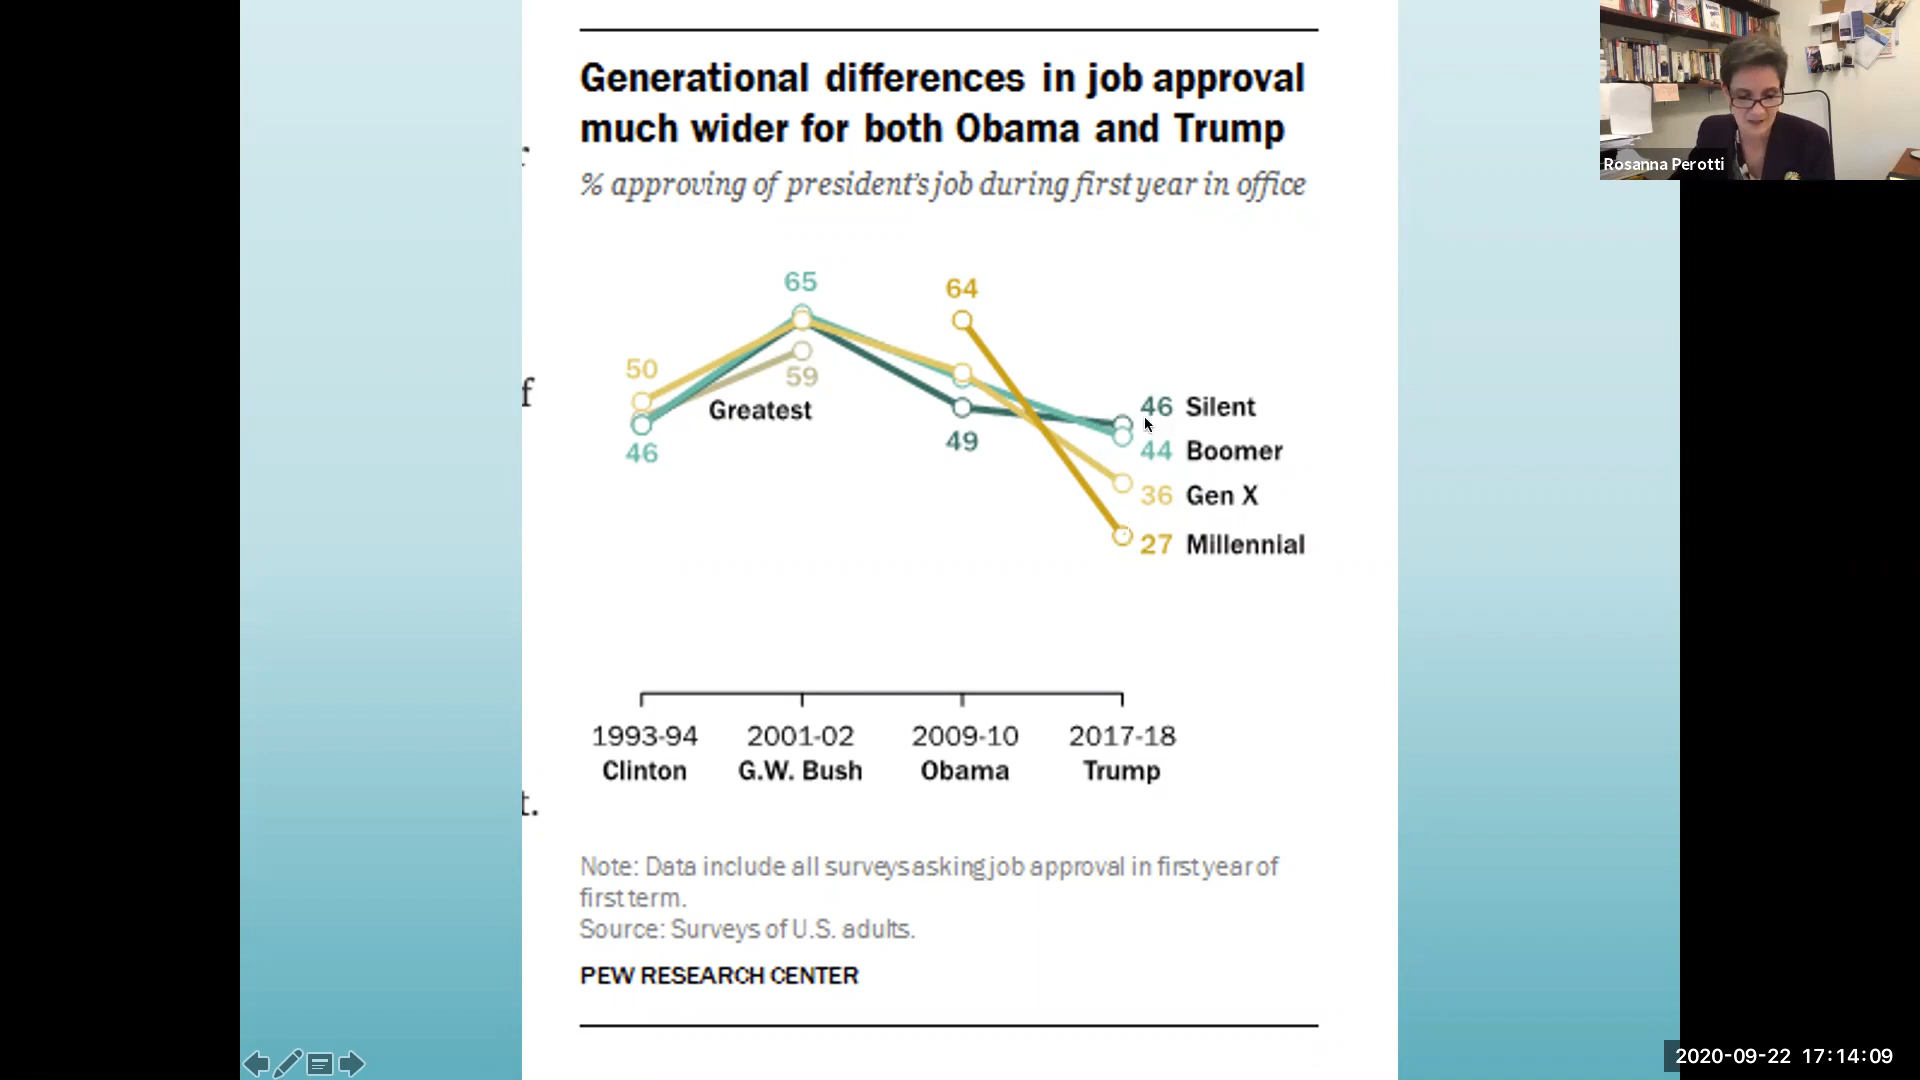 Generational differences in job approval
much wider for both Obama and Trump
% approving of president's job during first year in office
65
64
50
59
Greatest
46
49
46 Silent
44 Boomer
36 Gen X
27 Millennial
1993-94 2001-02 2009-10 2017-18
Clinton G.W. Bush Obama Trump
Note: Data include all surveys asking job approval in first year of
first term.
Source: Surveys of U.S. adults.
PEW RESEARCH CENTER
f
t.
Rosanna Perotti
2020-09-22 17:14:09